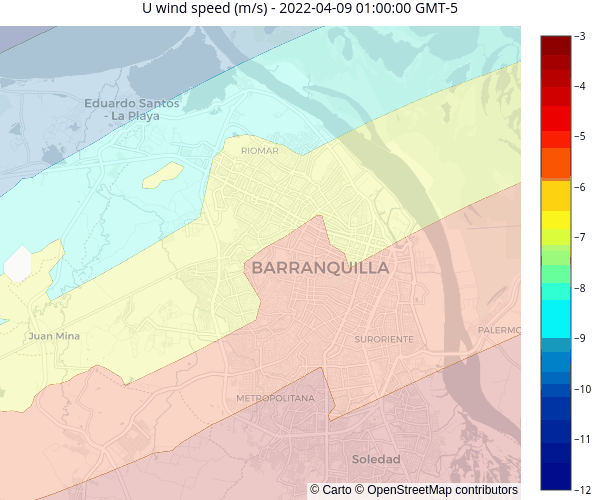 U wind speed (m/s) - 2022-04-09 01:00:00 GMT-5
−3
Eduardo Santos
- La Playa
−4
−5
RIOMAR
−6
−7
BARRANQUILLA
−8
Juan Mina
SURORIENTE
PALERMO
−9
METROPOLITANA
−10
Soledad
−11
© Carto © OpenStreetMap contributors
−12